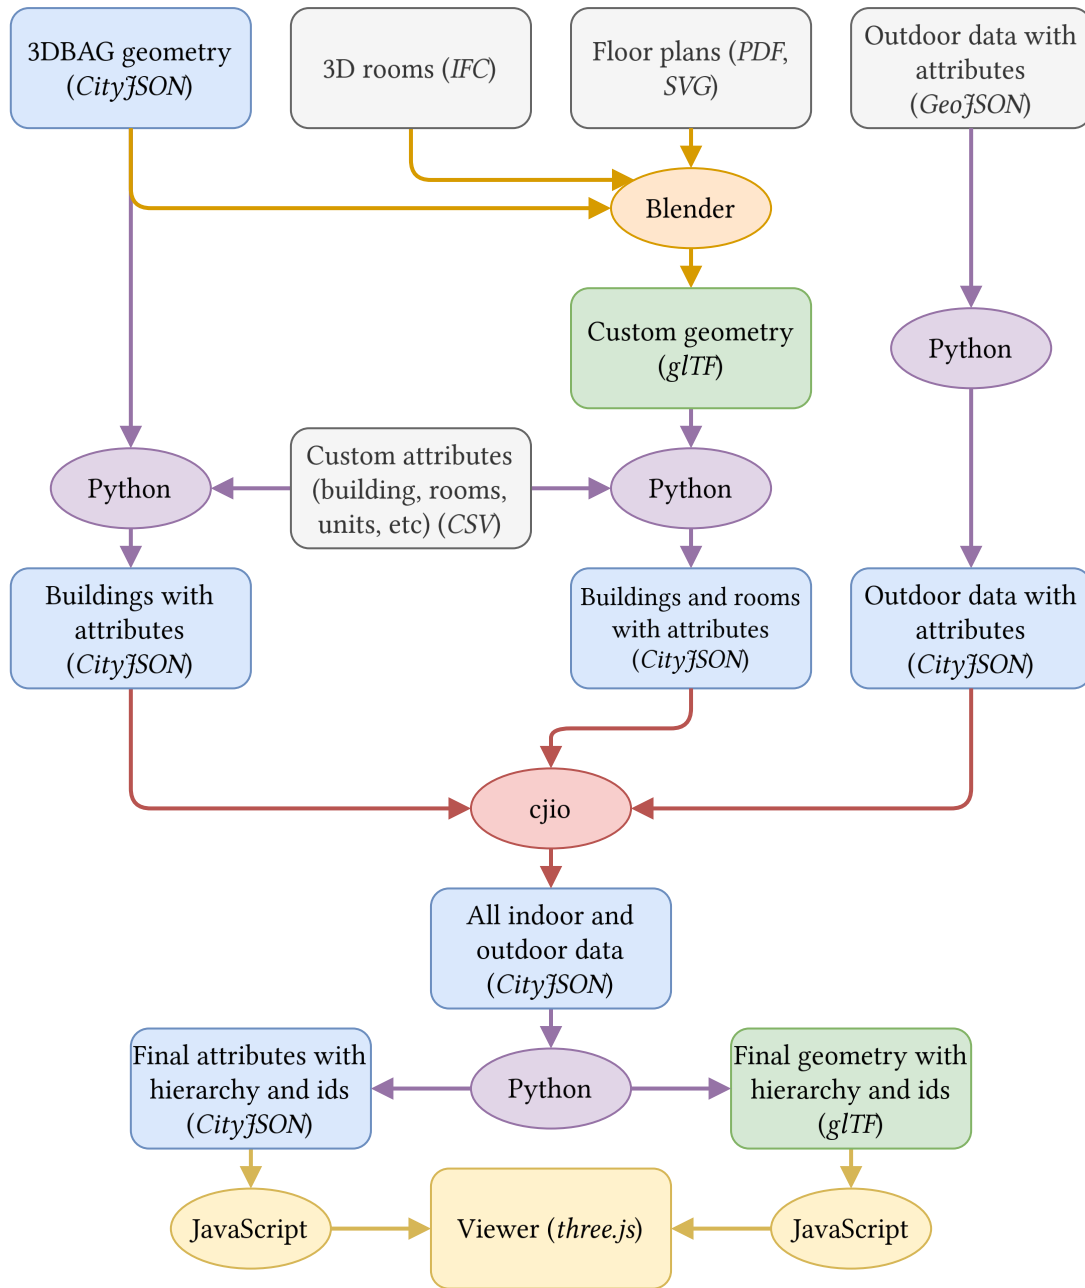 3DBAG geometry
(CityJSON)
3D rooms (IFC)
Floor plans (PDF,
SVG)
Outdoor data with
attributes
(GeoJSON)
Blender
Custom geometry
(glTF)
Python
Python
Custom attributes
(building, rooms,
units, etc) (CSV)
Python
Buildings with
attributes
(CityJSON)
Buildings and rooms
with attributes
(CityJSON)
Outdoor data with
attributes
(CityJSON)
cjio
All indoor and
outdoor data
(CityJSON)
Final attributes with
hierarchy and ids
(CityJSON)
Python
Final geometry with
hierarchy and ids
(glTF)
JavaScript
Viewer (three.js)
JavaScript